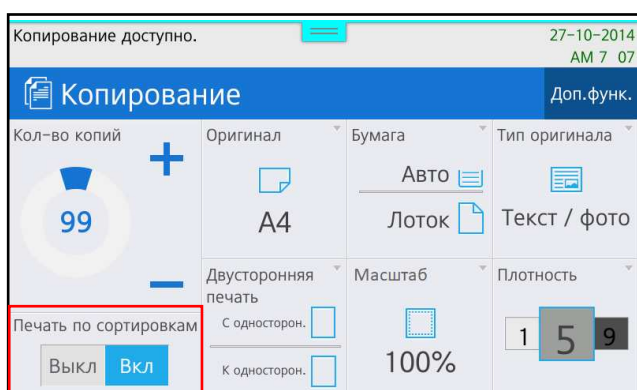 Копирование доступно.
27-10-2014
AM 7 07
Копирование
Доп.функ.
Кол-во копий
99
Оригинал
A4
Бумага
Авто
Лоток
Тип оригинала
Текст / фото
Печать по сортировкам
Выкл Вкл
Двусторонняя
печать
С односторон.
К односторон.
Масштаб
100%
Плотность
1 5 9